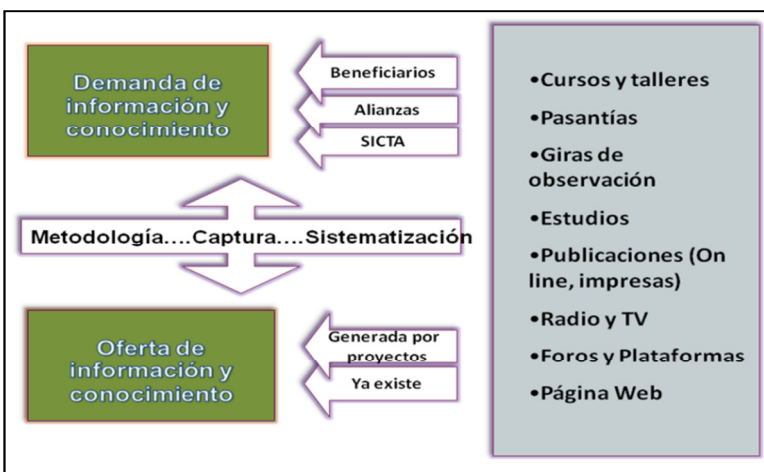 Demanda de
información y
conocimiento
Beneficiarios
Alianzas
SICTA
Metodología....Captura....Sistematización
Oferta de
información y
conocimiento
Generada por
proyectos
Ya existe
•Cursos y talleres
•Pasantías
•Giras de
observación
•Estudios
•Publicaciones (On
line, impresas)
•Radio y TV
•Foros y Plataformas
•Página Web